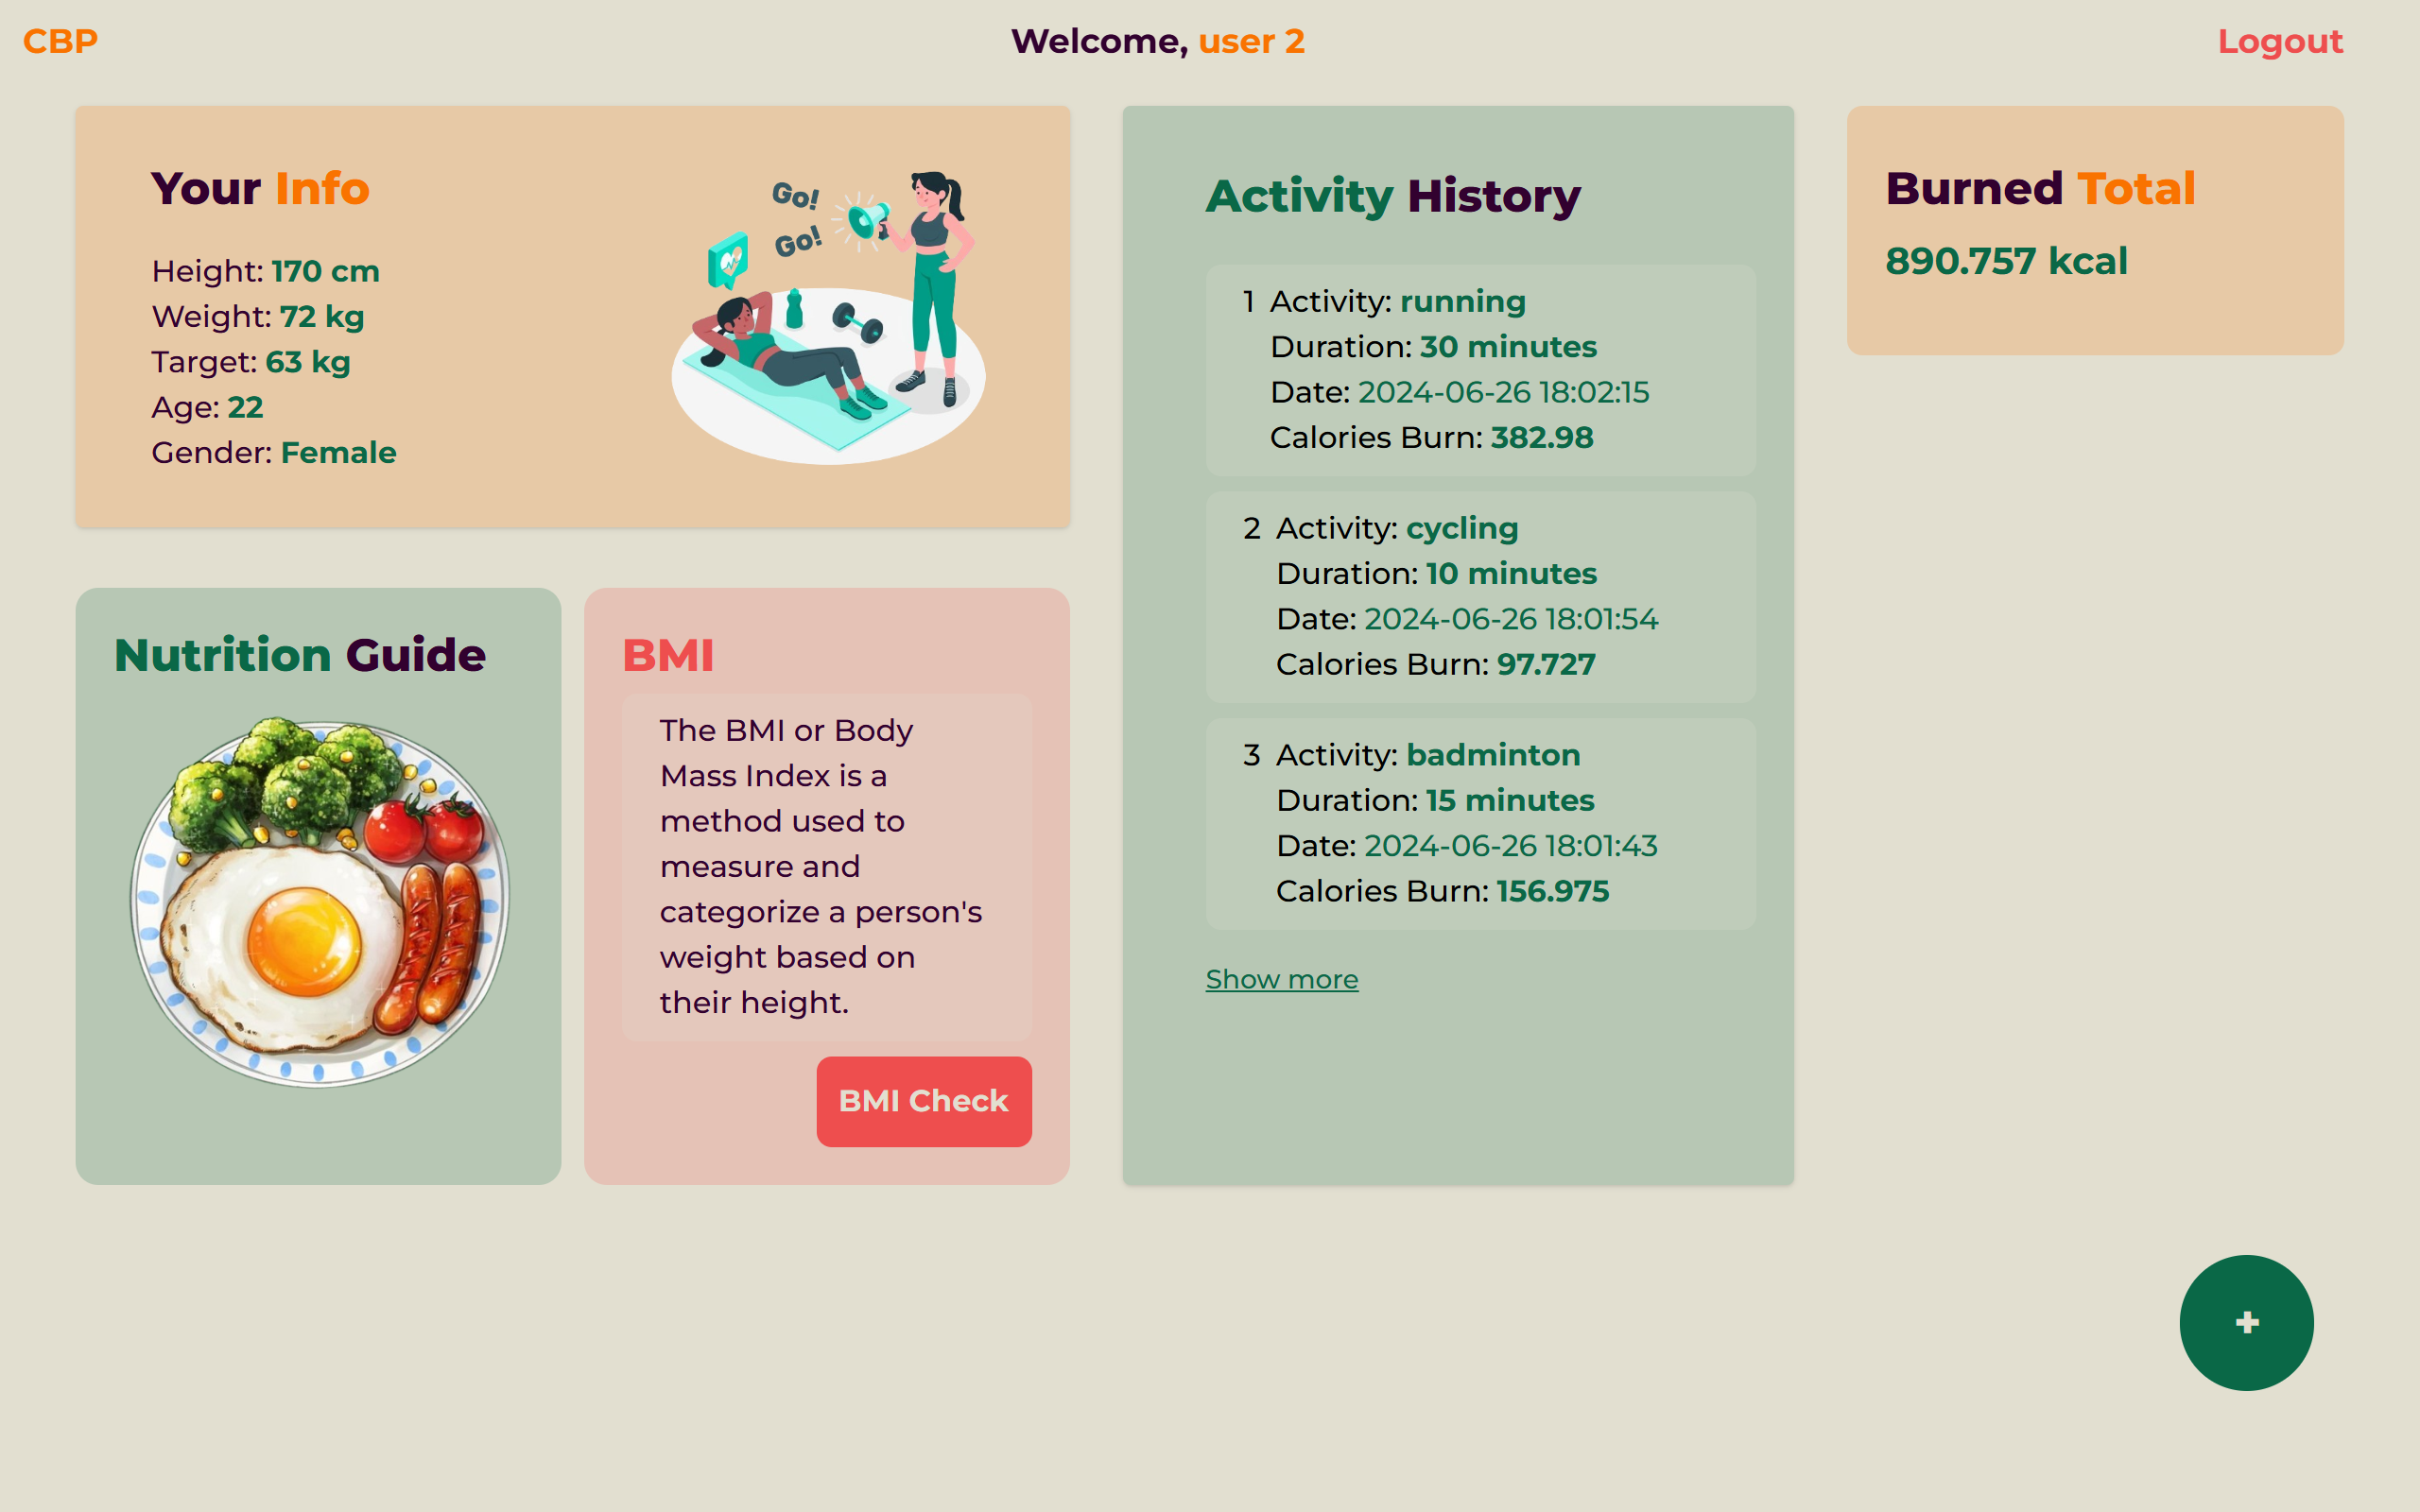 CBP
Welcome, user 2
Logout
Your Info
Height: 170 cm
Weight: 72 kg
Target: 63 kg
Age: 22
Gender: Female
Go!
Go!
Nutrition Guide
BMI
The BMI or Body
Mass Index is a
method used to
measure and
categorize a person's
weight based on
their height.
BMI Check
Activity History
1 Activity: running
Duration: 30 minutes
Date: 2024-06-26 18:02:15
Calories Burn: 382.98
2 Activity: cycling
Duration: 10 minutes
Date: 2024-06-26 18:01:54
Calories Burn: 97.727
3 Activity: badminton
Duration: 15 minutes
Date: 2024-06-26 18:01:43
Calories Burn: 156.975
Show more
Burned Total
890.757 kcal
+